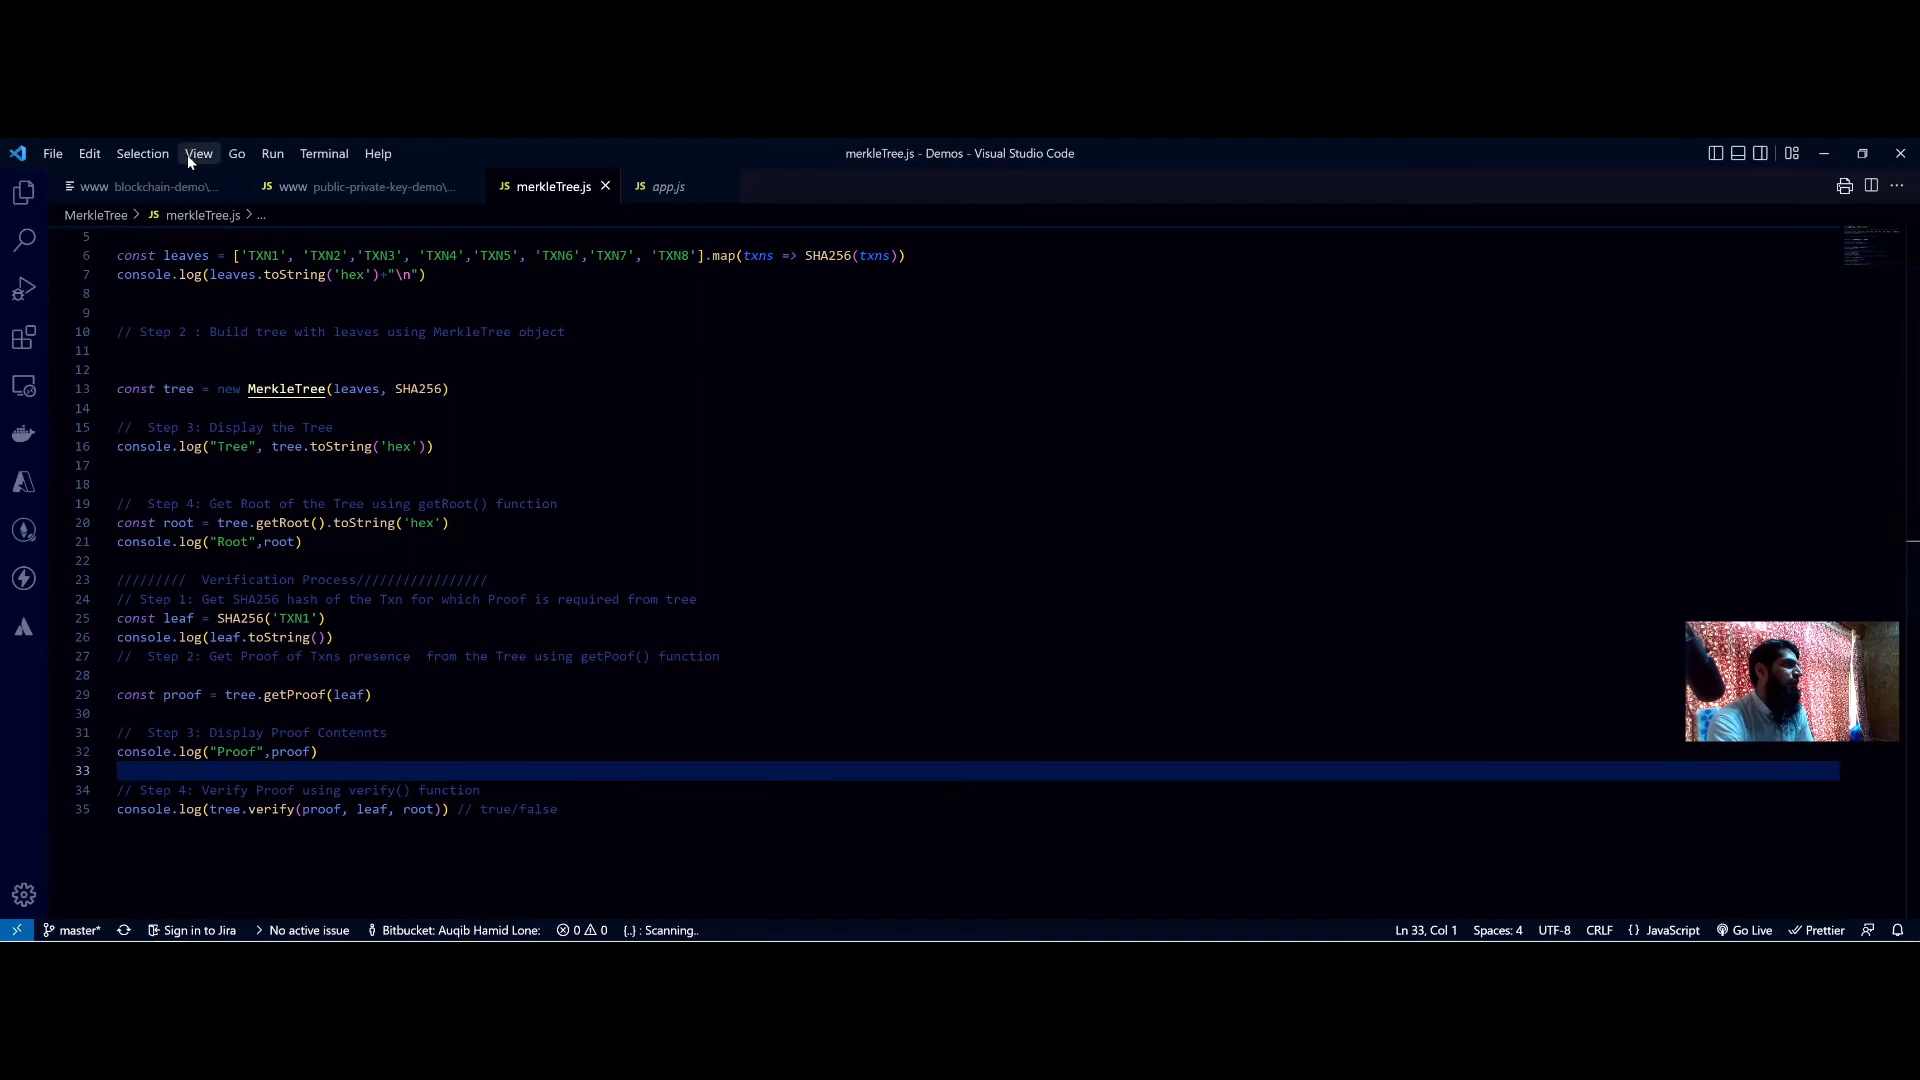 File Edit Selection View Go Run Terminal Help
merkleTree.js - Demos - Visual Studio Code
www blockchain-demo\... JS www public-private-key-demo\... JS merkleTree.js JS app.js
MerkleTree > JS merkleTree.js > ...
5
6 const leaves = ['TXN1', 'TXN2','TXN3', 'TXN4','TXN5', 'TXN6','TXN7', 'TXN8'].map(txns => SHA256(txns))
7 console.log(leaves.toString('hex')+"\n")
8
9
10 // Step 2 : Build tree with leaves using MerkleTree object
11
12
13 const tree = new MerkleTree(leaves, SHA256)
14
15 //  Step 3: Display the Tree
16 console.log("Tree", tree.toString('hex'))
17
18
19 //  Step 4: Get Root of the Tree using getRoot() function
20 const root = tree.getRoot().toString('hex')
21 console.log("Root",root)
22
23 /////////  Verification Process/////////////////
24 // Step 1: Get SHA256 hash of the Txn for which Proof is required from tree
25 const leaf = SHA256('TXN1')
26 console.log(leaf.toString())
27 //  Step 2: Get Proof of Txns presence  from the Tree using getPoof() function
28
29 const proof = tree.getProof(leaf)
30
31 //  Step 3: Display Proof Contennts
32 console.log("Proof",proof)
33
34 // Step 4: Verify Proof using verify() function
35 console.log(tree.verify(proof, leaf, root)) // true/false
master* Sign in to Jira > No active issue Bitbucket: Auqib Hamid Lone: 0 0 {..} : Scanning.. Ln 33, Col 1 Spaces: 4 UTF-8 CRLF {} JavaScript Go Live Prettier